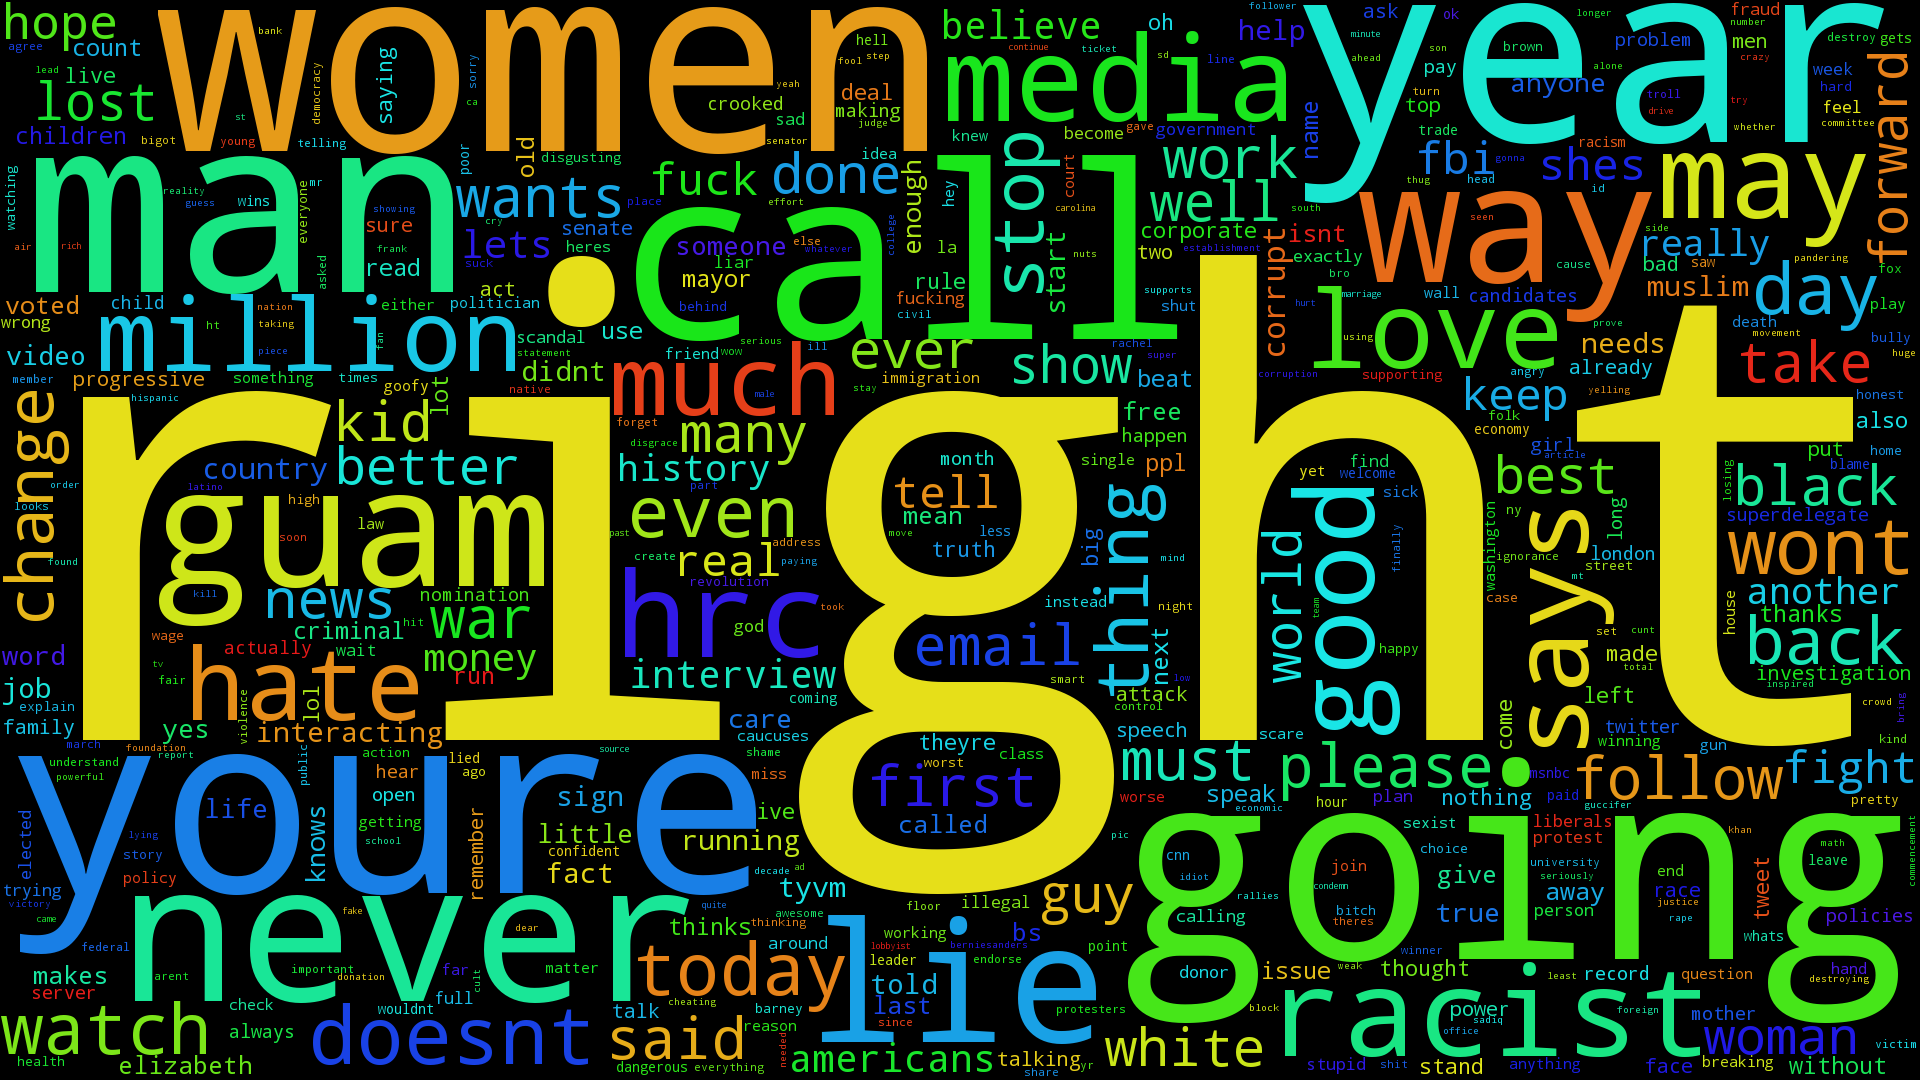 hope
count
women
believe
oh
help
year
ask
fraud
men
gets
lost
live
saying
crooked
deal
making
sad
media
name
pay
top
anyone
problem
week
hard
feel
forward
children
bigot
young
telling
democracy
bank
hell
step
fool
yeah
judge
senator
knew
become
government
continue
ticket
line
follower
minute
ahead
son
ok
turn
trade
brown
longer
alone
troll
drive
number
crazy
try
whether
destroy
committee
man
wants
old
disgusting
poor
fuck
done
idea
enough
hey
stop
court
work
well
fbi
shes
racism
gonna
may
watching
reality
guess
wins
everyone
mr
showing
sure
read
frank
rich
air
asked
lets
senate
heres
suck
cry
place
someone
liar
mayor
effort
else
whatever
college
la
rule
start
carolina
corporate
two
establishment
corrupt
isnt
exactly
south
thug
head
id
way
seen
side
really
bad
saw
pandering
day
fox
play
voted
wrong
child
million
either
politician
act
scandal
use
behind
call
fucking
civil
supports
shut
nuts
bro
hurt
marriage
wall
candidates
cause
muslim
death
movement
bully
huge
video
nation
taking
ht
piece
fan
statement
didnt
friend
wow
serious
ill
ever
immigration
stay
show
rachel
super
beat
corruption
love
using
supporting
prove
angry
needs
already
yelling
take
honest
member
progressive
something
times
goofy
hispanic
lot
native
much
male
forget
disgrace
many
free
happen
keep
folk
economy
girl
article
also
put
home
blame
change
kid
country
better
history
right
month
tell
mean
less
truth
move
single
ppl
yet
find
welcome
sick
best
ny
long
losing
black
superdelegate
order
looks
latino
high
law
guam
soon
part
even
past
create
real
address
paying
thing
big
mind
good
finally
washington
ignorance
london
street
mt
wont
found
kill
news
nomination
war
hit
revolution
hrc
took
god
instead
night
world
team
case
says
another
thanks
house
wage
criminal
actually
wait
money
run
interview
coming
email
smart
low
next
happy
set
cunt
made
total
back
investigation
inspired
word
job
explain
family
tv
fair
yes
hate
lol
violence
interacting
care
caucuses
attack
control
speech
scare
come
left
twitter
winning
gun
crowd
bring
kind
march
foundation
report
understand
powerful
public
action
hear
open
lied
ago
source
shame
miss
theyre
worst
class
first
called
must
worse
speak
economic
please
hour
plan
nothing
msnbc
paid
guccifer
follow
fight
pretty
youre
life
knows
getting
school
sign
little
confident
fact
ive
running
decade
ad
pic
cnn
idiot
going
sexist
choice
liberals
protest
university
seriously
khan
math
leave
commencement
elected
lying
story
policy
trying
victory
came
remember
tyvm
awesome
illegal
floor
guy
calling
rallies
join
condemn
bitch
theres
give
true
away
person
end
race
justice
rape
tweet
policies
whats
federal
never
fake
quite
dear
thinks
thinking
around
working
leader
lobbyist
berniesanders
endorse
bs
point
winner
weak
donor
issue
thought
least
record
question
hand
destroying
makes
server
arent
important
donation
far
full
cult
matter
today
cheating
barney
told
last
since
lie
protesters
block
racist
power
office
sadiq
foreign
mother
watch
check
always
wouldnt
doesnt
talk
said
reason
needed
health
elizabeth
dangerous
everything
americans
talking
share
yr
white
stupid
shit
stand
anything
face
woman
breaking
without
victim